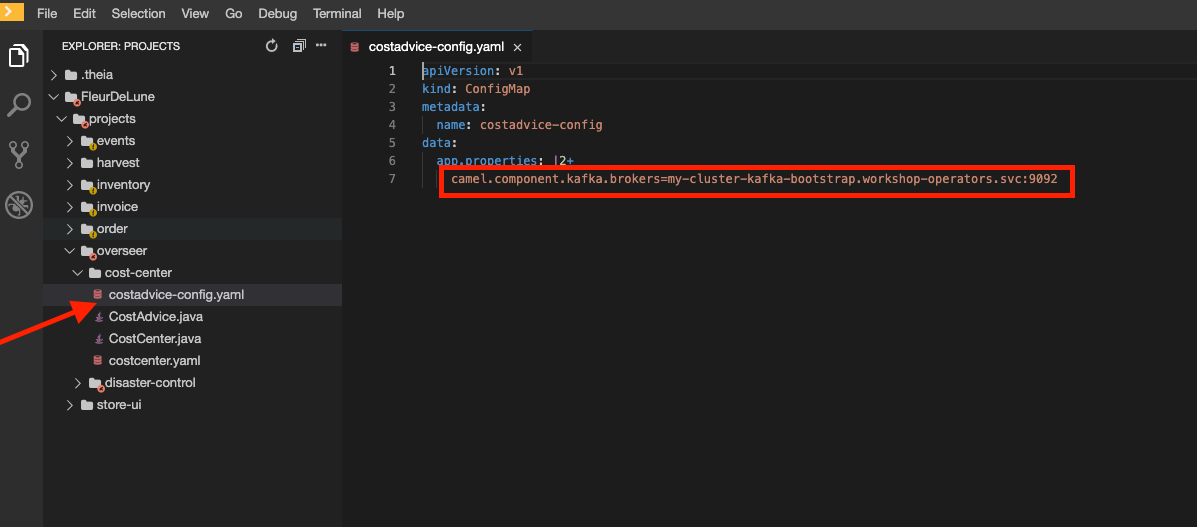 File Edit Selection View Go Debug Terminal Help
EXPLORER: PROJECTS
.theia
FleurDeLune
projects
events
harvest
inventory
invoice
order
overseer
cost-center
costadvice-config.yaml
CostAdvice.java
CostCenter.java
costcenter.yaml
disaster-control
store-ui
costadvice-config.yaml
1 apiVersion: v1
2 kind: ConfigMap
3 metadata:
4 name: costadvice-config
5 data:
6 app.properties: |2+
7 camel.component.kafka.brokers=my-cluster-kafka-bootstrap.workshop-operators.svc:9092